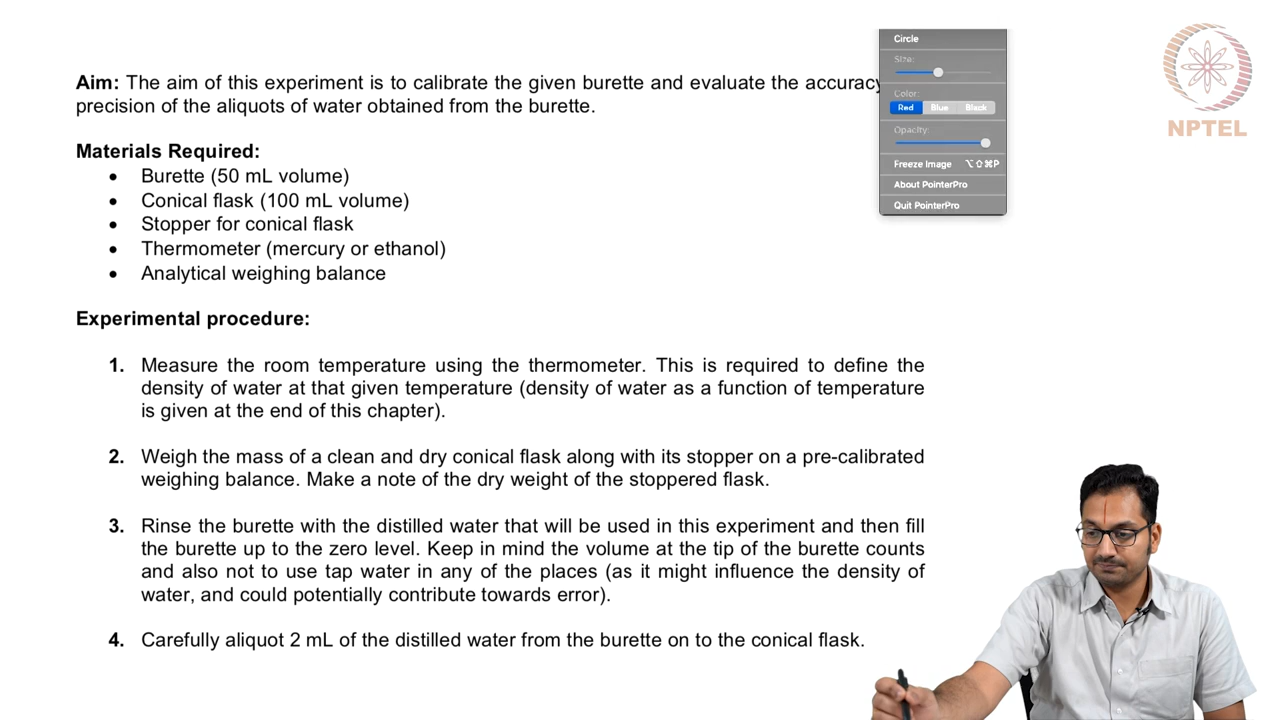 Aim: The aim of this experiment is to calibrate the given burette and evaluate the accuracy
precision of the aliquots of water obtained from the burette.
Materials Required:
• Burette (50 mL volume)
• Conical flask (100 mL volume)
• Stopper for conical flask
• Thermometer (mercury or ethanol)
• Analytical weighing balance
Experimental procedure:
1. Measure the room temperature using the thermometer. This is required to define the
density of water at that given temperature (density of water as a function of temperature
is given at the end of this chapter).
2. Weigh the mass of a clean and dry conical flask along with its stopper on a pre-calibrated
weighing balance. Make a note of the dry weight of the stoppered flask.
3. Rinse the burette with the distilled water that will be used in this experiment and then fill
the burette up to the zero level. Keep in mind the volume at the tip of the burette counts
and also not to use tap water in any of the places (as it might influence the density of
water, and could potentially contribute towards error).
4. Carefully aliquot 2 mL of the distilled water from the burette on to the conical flask.
Circle
Size:
Color:
Red Blue Black
Opacity:
Freeze Image ⌥⇧⌘P
About PointerPro
Quit PointerPro
NPTEL